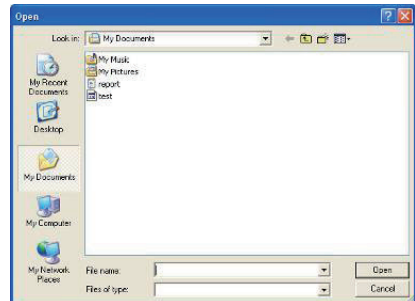 Open
Look in: My Documents
My Music
My Pictures
report
test
My Recent
Documents
Desktop
My Documents
My Computer
My Network
Places
File name:
Open
Files of type:
Cancel